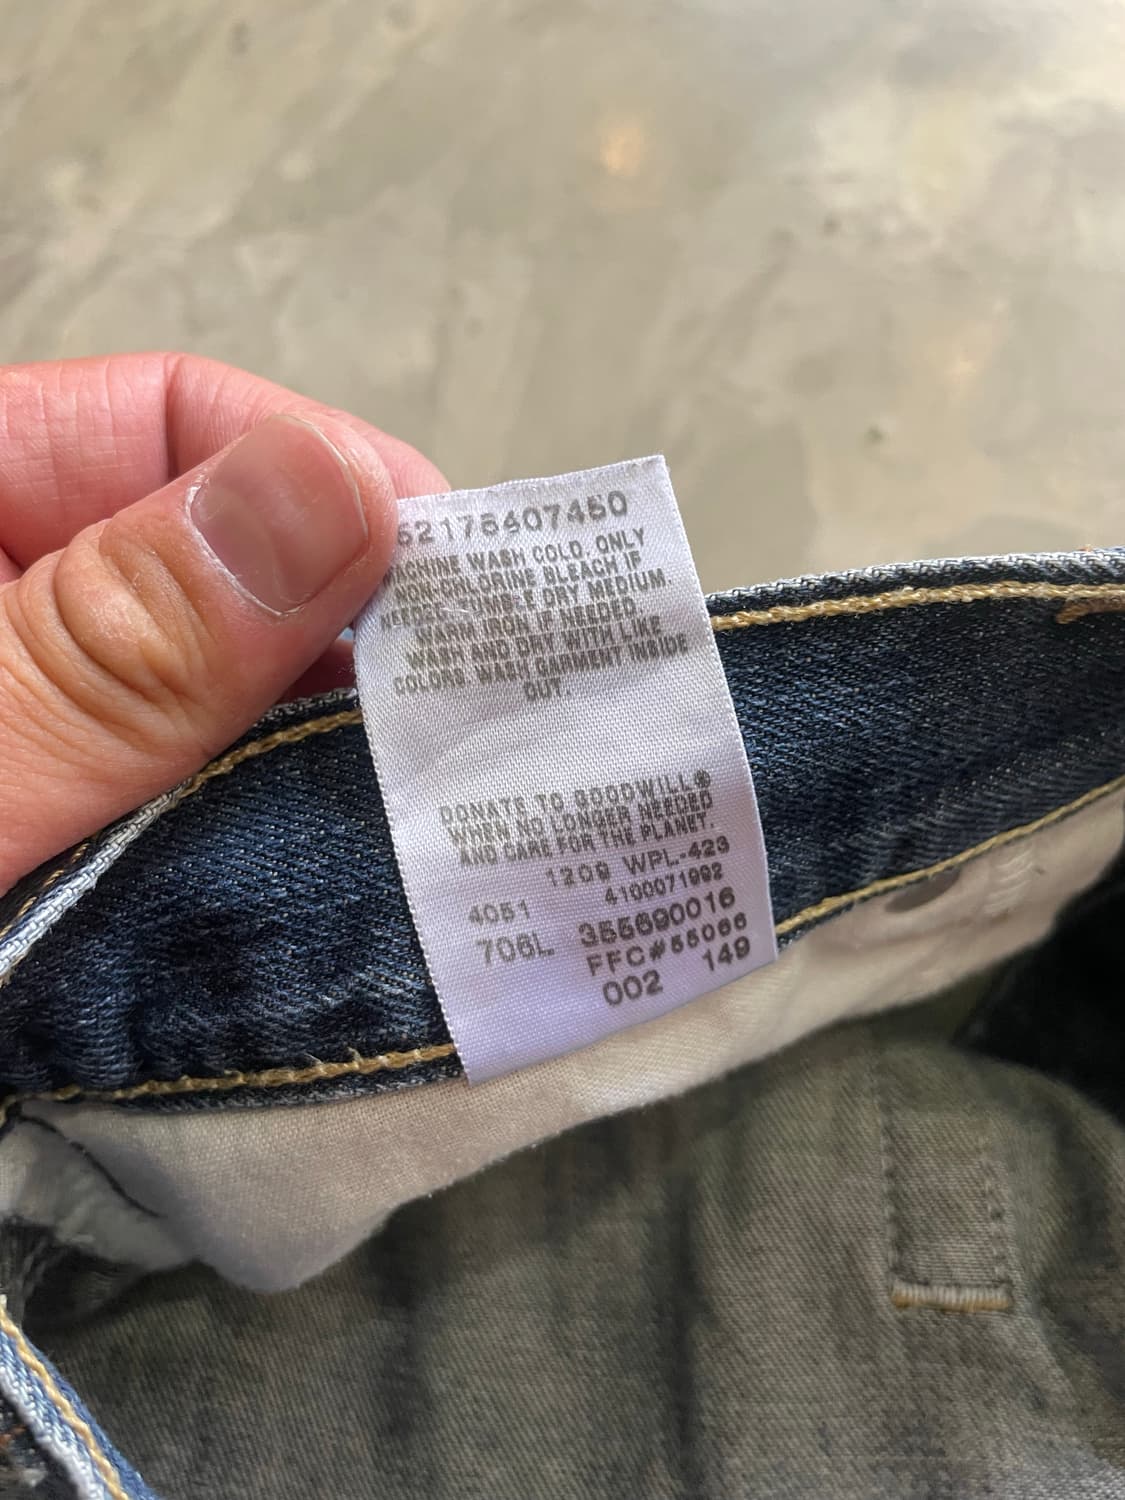 52178407450
MACHINE WASH COLD. ONLY
NON-CHLORINE BLEACH IF
NEEDED. TUMBLE DRY MEDIUM.
WARM IRON IF NEEDED.
WASH AND DRY WITH LIKE
COLORS. WASH GARMENT INSIDE
OUT.
DONATE TO GOODWILL®
WHEN NO LONGER NEEDED
AND CARE FOR THE PLANET.
1209 WPL-423
4100071992
4051 355690016
706L FFC#55066
002 149